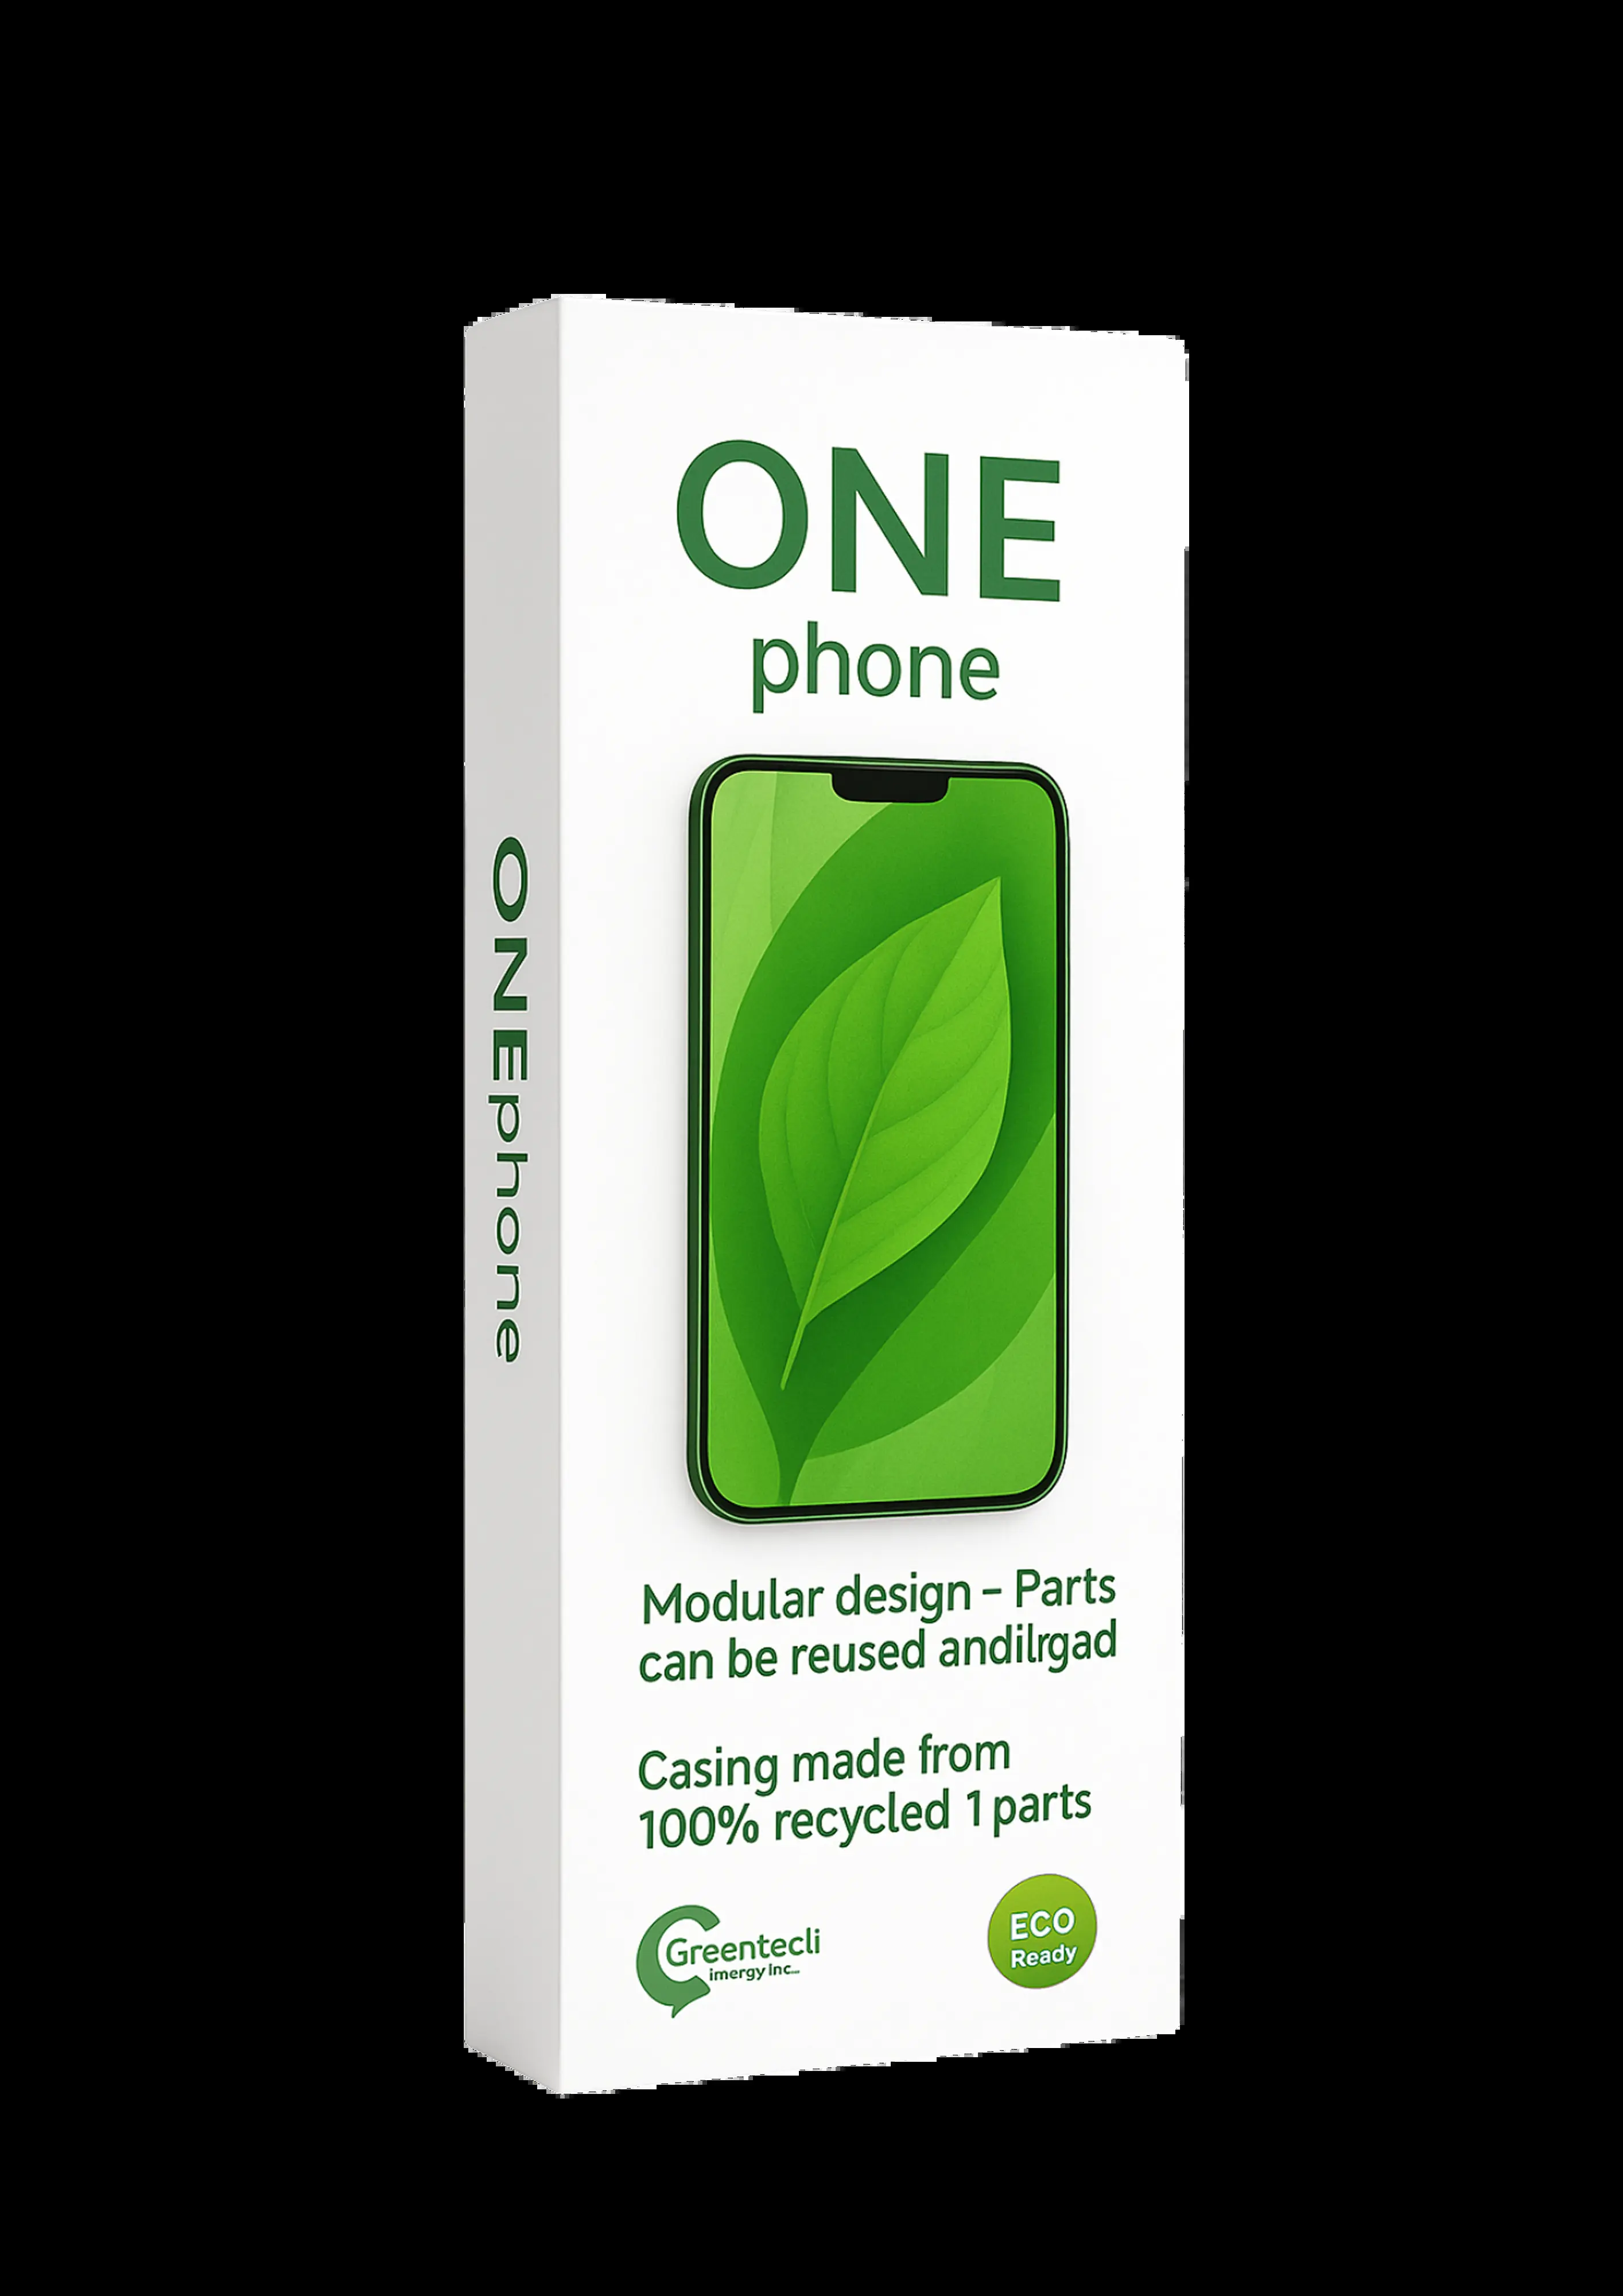 ONE
phone
ONEphone
Modular design – Parts
can be reused andilrgad
Casing made from
100% recycled 1 parts
Greentecli
imergy Inc...
ECO
Ready